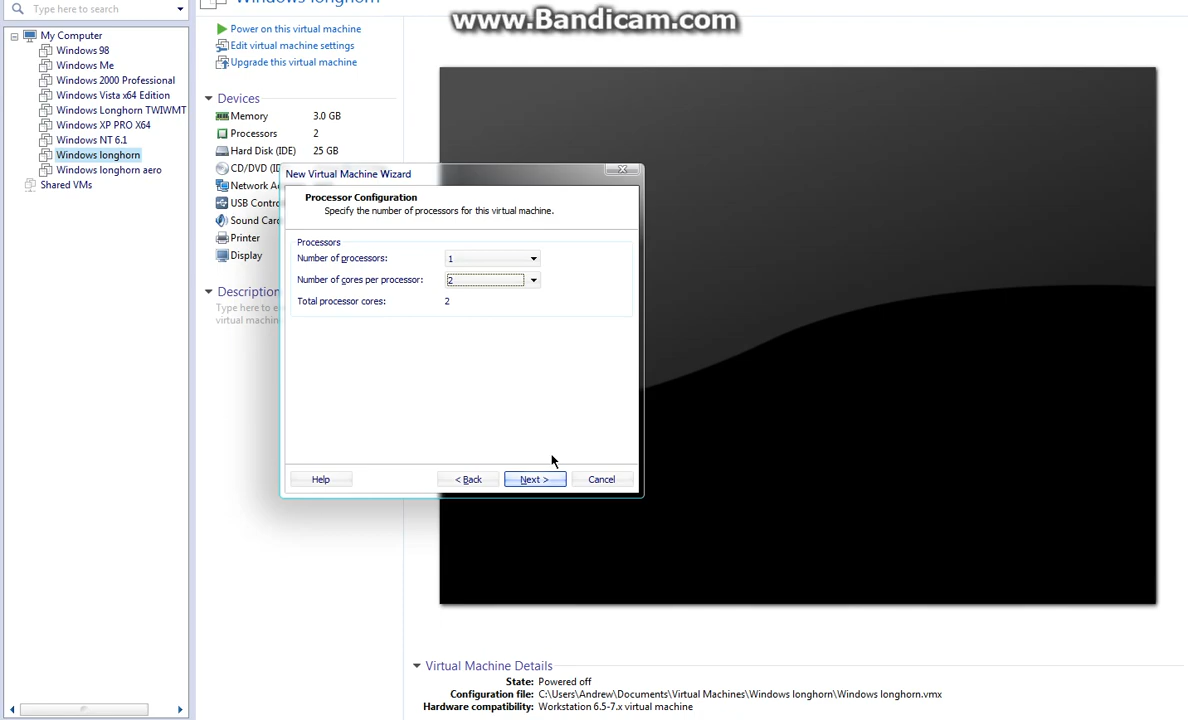 Windows longhorn
www.Bandicam.com
Type here to search
My Computer
Windows 98
Windows Me
Windows 2000 Professional
Windows Vista x64 Edition
Windows Longhorn TWIWMT
Windows XP PRO X64
Windows NT 6.1
Windows longhorn
Windows longhorn aero
Shared VMs
Power on this virtual machine
Edit virtual machine settings
Upgrade this virtual machine
Devices
Memory 3.0 GB
Processors 2
Hard Disk (IDE) 25 GB
CD/DVD (ID
Network A
USB Contro
Sound Card
Printer
Display
Description
Type here to e
virtual machin
New Virtual Machine Wizard
Processor Configuration
Specify the number of processors for this virtual machine.
Processors
Number of processors: 1
Number of cores per processor: 2
Total processor cores: 2
Help < Back Next > Cancel
Virtual Machine Details
State: Powered off
Configuration file: C:\Users\Andrew\Documents\Virtual Machines\Windows longhorn\Windows longhorn.vmx
Hardware compatibility: Workstation 6.5-7.x virtual machine